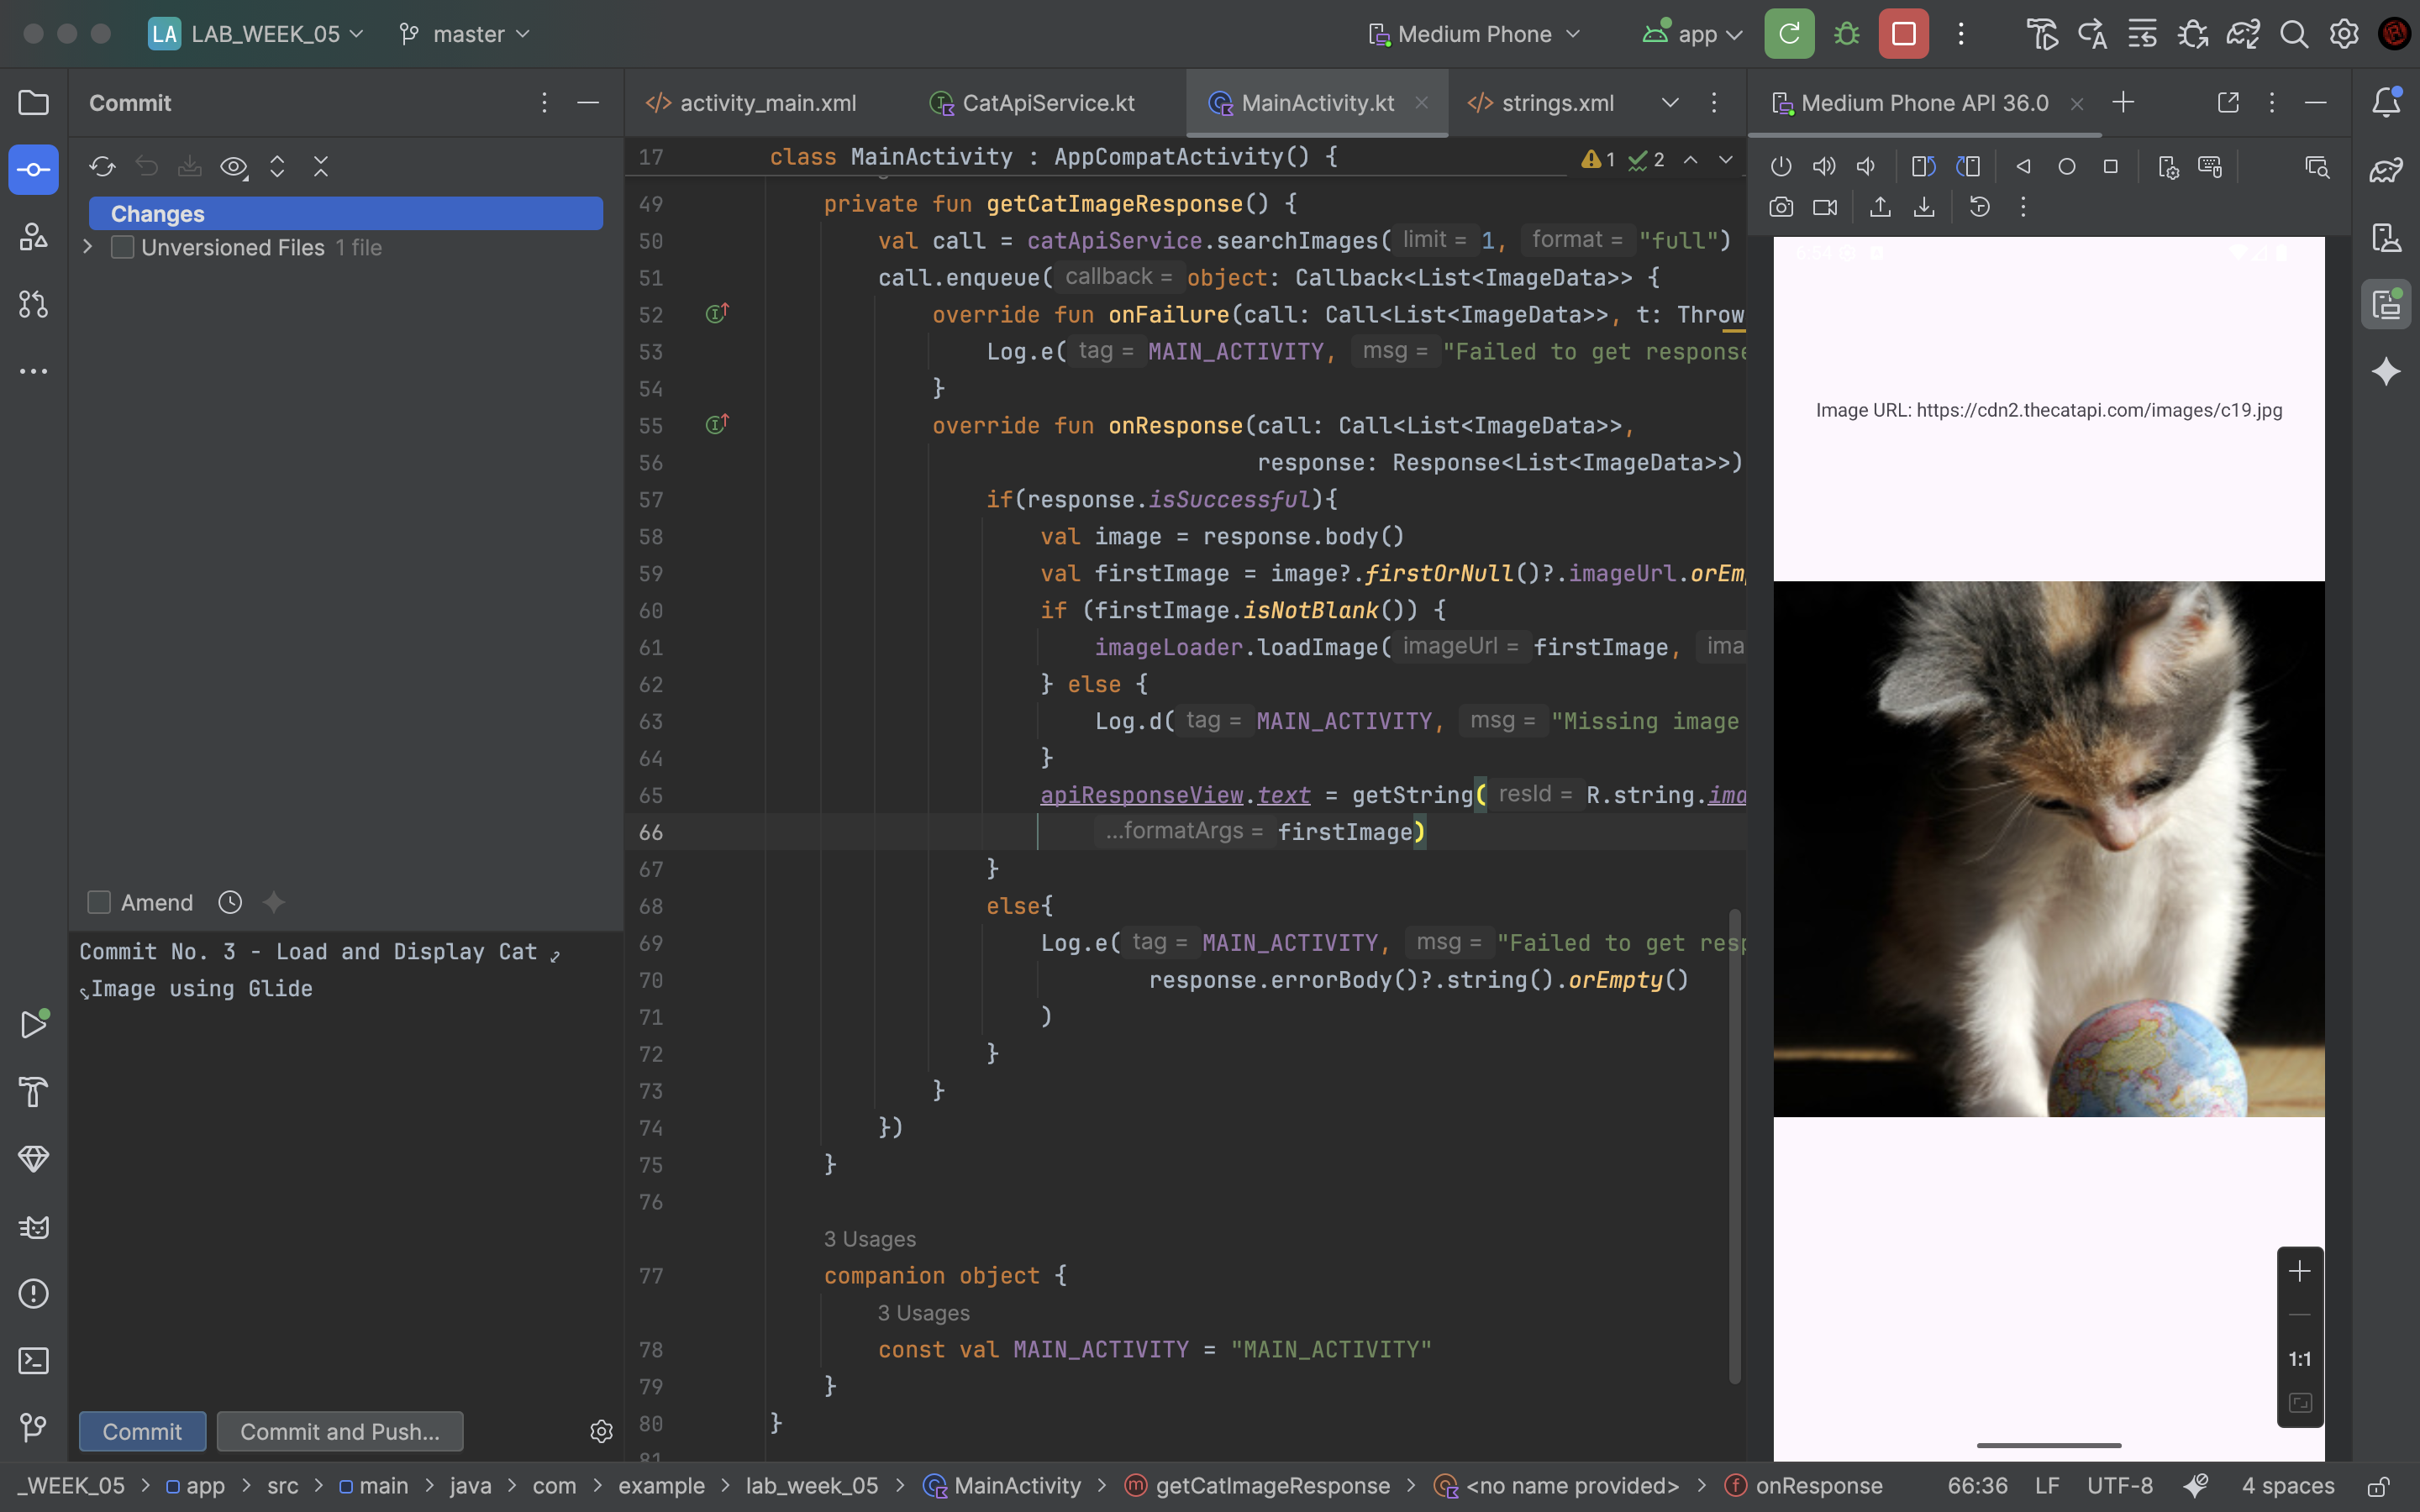 LA LAB_WEEK_05 master Medium Phone app
Commit
activity_main.xml CatApiService.kt MainActivity.kt strings.xml
Medium Phone API 36.0
Changes
Unversioned Files 1 file
17 class MainActivity : AppCompatActivity() { 1 2
49 private fun getCatImageResponse() {
50 val call = catApiService.searchImages( limit = 1, format = "full")
51 call.enqueue( callback = object: Callback<List<ImageData>> {
52 override fun onFailure(call: Call<List<ImageData>>, t: Throw
53 Log.e( tag = MAIN_ACTIVITY, msg = "Failed to get response
54 }
55 override fun onResponse(call: Call<List<ImageData>>,
56 response: Response<List<ImageData>>)
57 if(response.isSuccessful){
58 val image = response.body()
59 val firstImage = image?.firstOrNull()?.imageUrl.orEm
60 if (firstImage.isNotBlank()) {
61 imageLoader.loadImage( imageUrl = firstImage, ima
62 } else {
63 Log.d( tag = MAIN_ACTIVITY, msg = "Missing image
64 }
65 apiResponseView.text = getString( resId = R.string.ima
66 ...formatArgs = firstImage)
67 }
68 else{
69 Log.e( tag = MAIN_ACTIVITY, msg = "Failed to get resp
70 response.errorBody()?.string().orEmpty()
71 )
72 }
73 }
74 })
75 }
76
3 Usages
77 companion object {
3 Usages
78 const val MAIN_ACTIVITY = "MAIN_ACTIVITY"
79 }
80 }
81
Amend
Commit No. 3 - Load and Display Cat
Image using Glide
Commit Commit and Push...
Image URL: https://cdn2.thecatapi.com/images/c19.jpg
1:1
_WEEK_05 > app > src > main > java > com > example > lab_week_05 > MainActivity > getCatImageResponse > <no name provided> > onResponse 66:36 LF UTF-8 4 spaces